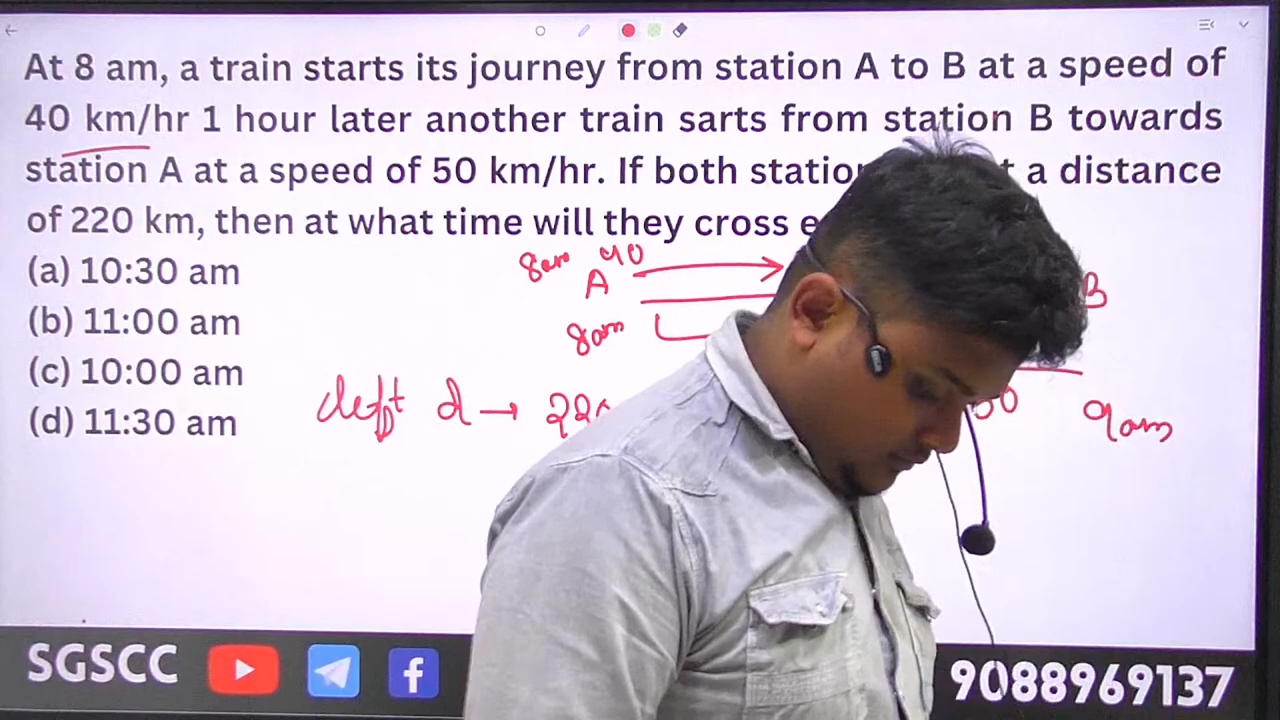 At 8 am, a train starts its journey from station A to B at a speed of
40 km/hr 1 hour later another train sarts from station B towards
station A at a speed of 50 km/hr. If both a distance
of 220 km, then at what time will they cross
(a) 10:30 am
(b) 11:00 am
(c) 10:00 am
(d) 11:30 am
8am 40
A B
8am
d → 9am
SGSCC 9088969137